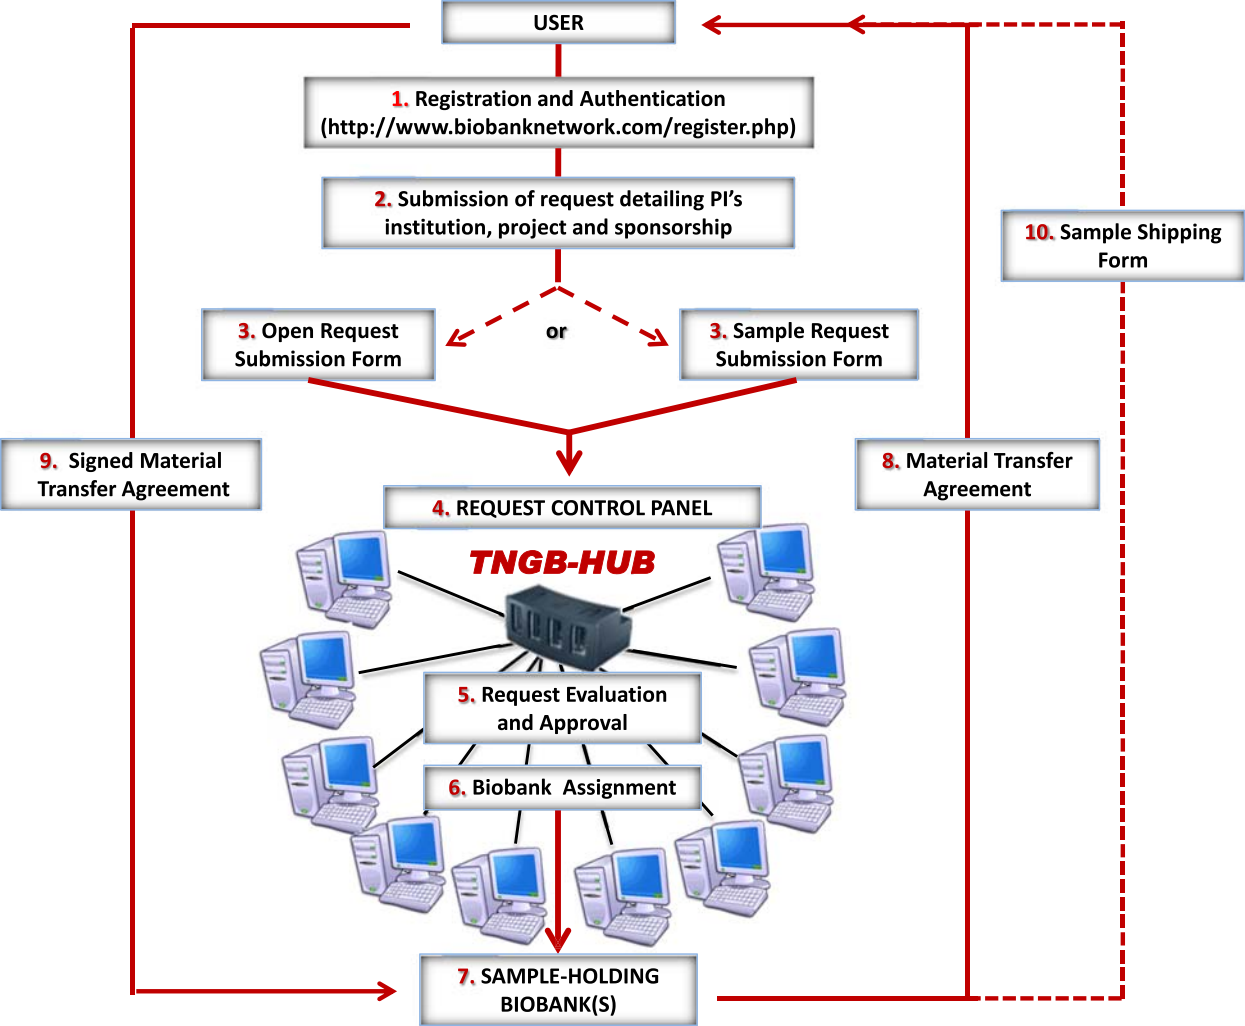 USER
1. Registration and Authentication
(http://www.biobanknetwork.com/register.php)
2. Submission of request detailing PI's
institution, project and sponsorship
10. Sample Shipping
Form
3. Open Request
Submission Form
or
3. Sample Request
Submission Form
9. Signed Material
Transfer Agreement
8. Material Transfer
Agreement
4. REQUEST CONTROL PANEL
TNGB-HUB
5. Request Evaluation
and Approval
6. Biobank Assignment
7. SAMPLE-HOLDING
BIOBANK(S)